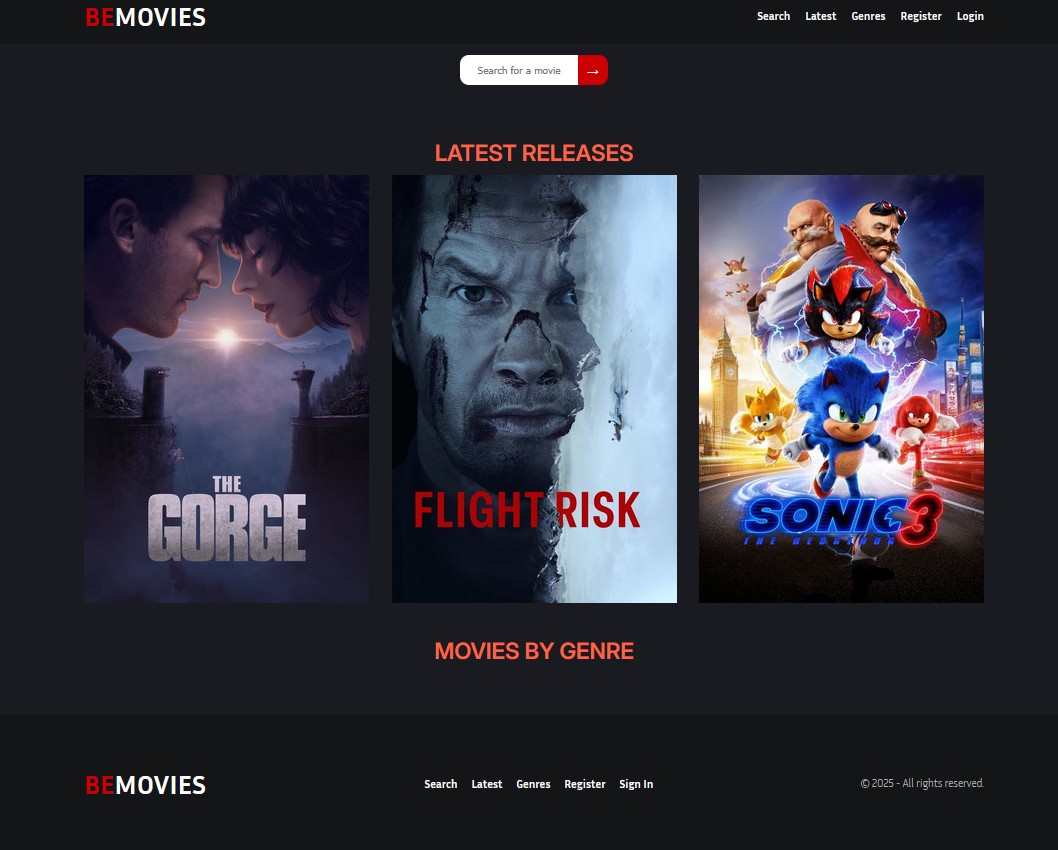 BEMOVIES
Search Latest Genres Register Login
Search for a movie →
LATEST RELEASES
THE
GORGE
FLIGHT RISK
SONIC 3
THE HEDGEHOG
MOVIES BY GENRE
BEMOVIES
Search Latest Genres Register Sign In
© 2025 - All rights reserved.